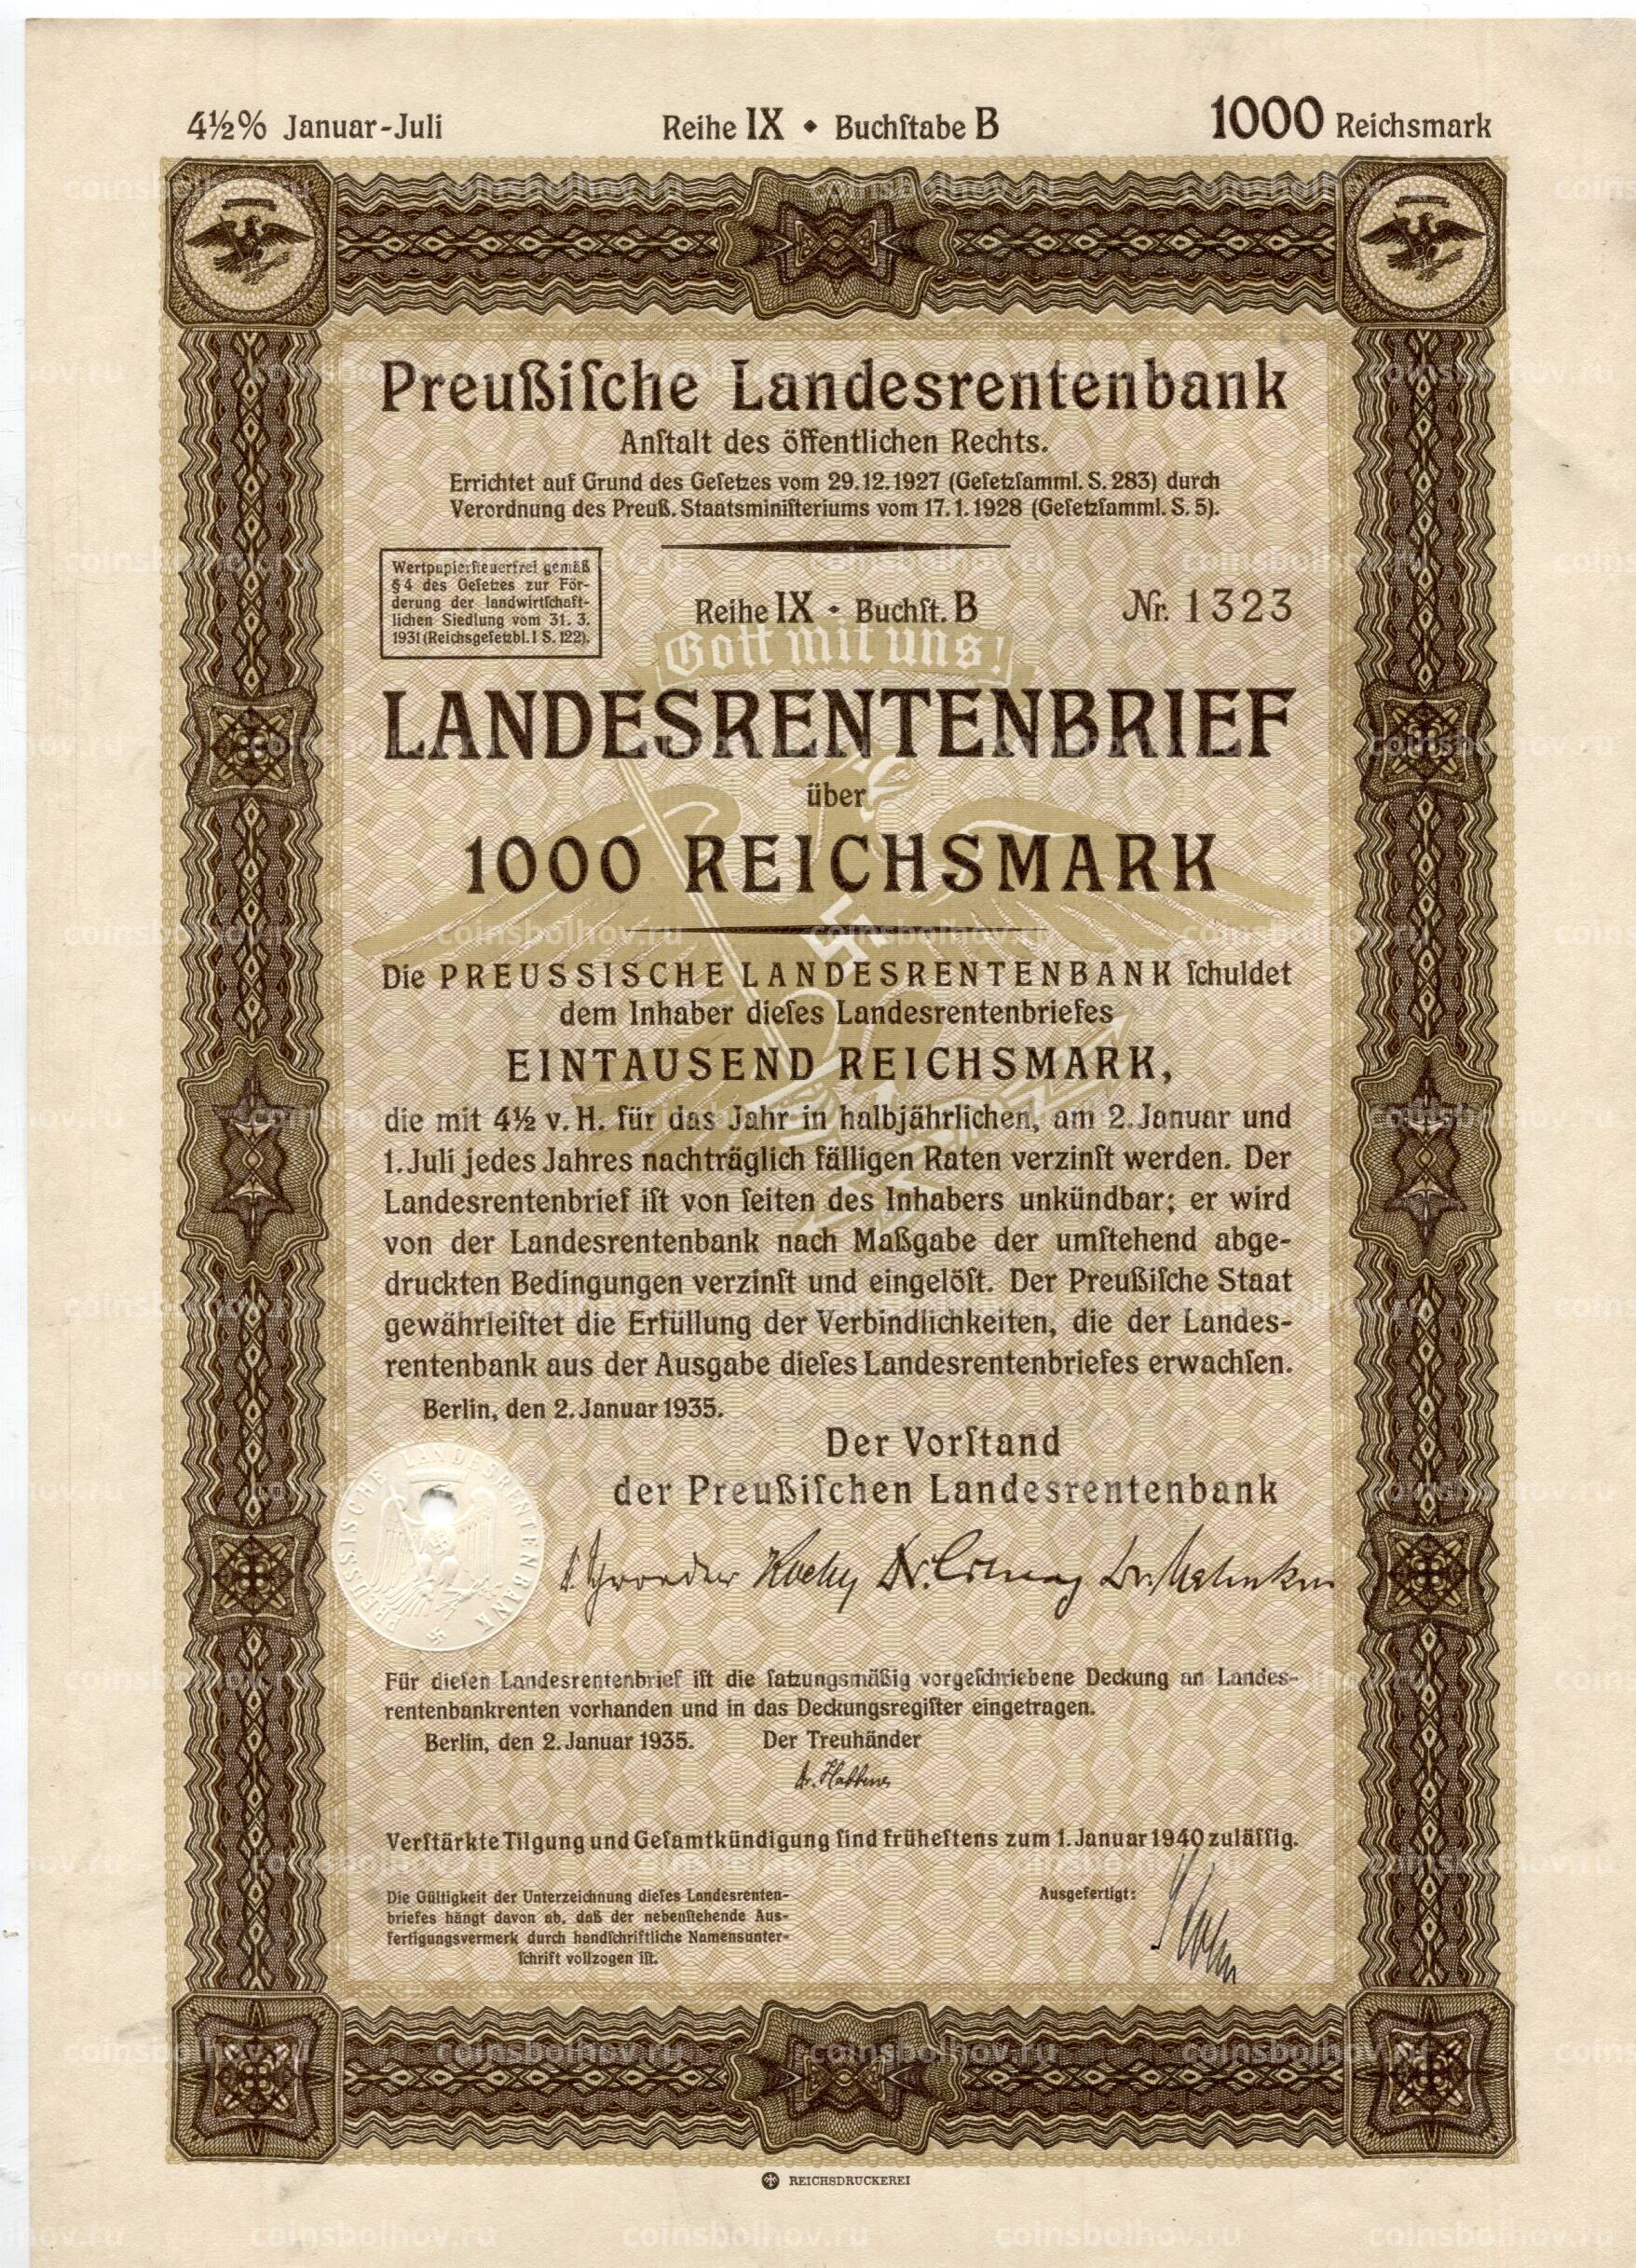 4½% Januar-Juli
Reihe IX • Buchſtabe B
1000 Reichsmark
Preußiſche Landesrentenbank
Anſtalt des öffentlichen Rechts.
Errichtet auf Grund des Geſetzes vom 29.12.1927 (Geſetzſamml. S. 283) durch
Verordnung des Preuß. Staatsminiſteriums vom 17.1.1928 (Geſetzſamml. S. 5).
Wertpapierſteuerfrei gemäß
§ 4 des Geſetzes zur För-
derung der landwirtſchaft-
lichen Siedlung vom 31. 3.
1931 (Reichsgeſetzbl. I S. 122).
Reihe IX • Buchſt. B
Nr. 1323
Gott mit uns!
LANDESRENTENBRIEF
über
1000 REICHSMARK
Die PREUSSISCHE LANDESRENTENBANK ſchuldet
dem Inhaber dieſes Landesrentenbriefes
EINTAUSEND REICHSMARK,
die mit 4½ v. H. für das Jahr in halbjährlichen, am 2. Januar und
1. Juli jedes Jahres nachträglich fälligen Raten verzinſt werden. Der
Landesrentenbrief iſt von ſeiten des Inhabers unkündbar; er wird
von der Landesrentenbank nach Maßgabe der umſtehend abge-
druckten Bedingungen verzinſt und eingelöſt. Der Preußiſche Staat
gewährleiſtet die Erfüllung der Verbindlichkeiten, die der Landes-
rentenbank aus der Ausgabe dieſes Landesrentenbriefes erwachſen.
Berlin, den 2. Januar 1935.
Der Vorſtand
der Preußiſchen Landesrentenbank
PREUSSISCHE LANDESRENTENBANK
Für dieſen Landesrentenbrief iſt die ſatzungsmäßig vorgeſchriebene Deckung an Landes-
rentenbankrenten vorhanden und in das Deckungsregiſter eingetragen.
Berlin, den 2. Januar 1935. Der Treuhänder
Verſtärkte Tilgung und Geſamtkündigung ſind früheſtens zum 1. Januar 1940 zuläſſig.
Die Gültigkeit der Unterzeichnung dieſes Landesrenten-
briefes hängt davon ab, daß der nebenſtehende Aus-
fertigungsvermerk durch handſchriftliche Namensunter-
ſchrift vollzogen iſt.
Ausgefertigt:
REICHSDRUCKEREI
coinsbolhov.ru